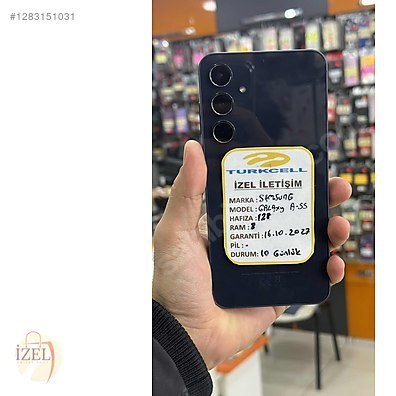 #1283151031
TURKCELL
İZEL İLETİŞİM
MARKA : SAMSUNG
MODEL : GALAXY A-55
HAFIZA : 128
RAM : 8
GARANTİ : 16.10.2027
PİL : -
DURUM : 10 Günlük
İZEL